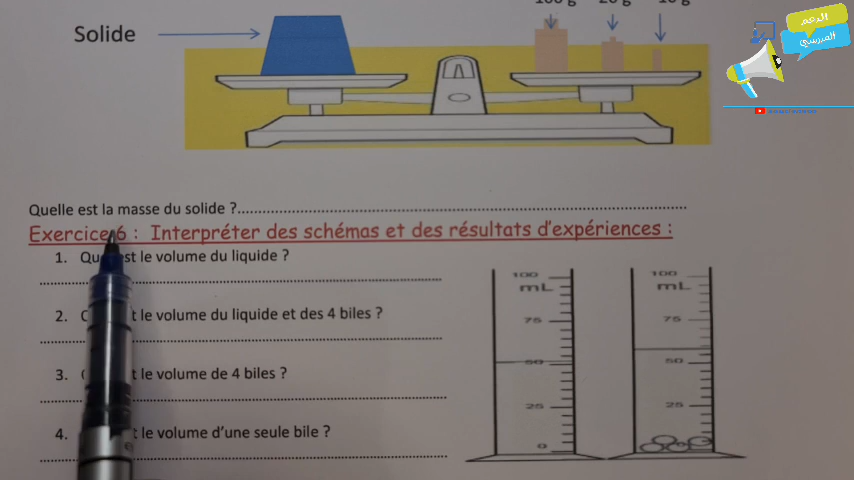 الدعم
المدرسي
Solide
Quelle est la masse du solide ?
Exercice 6 : Interpréter des schémas et des résultats d'expériences :
1. est le volume du liquide ?
2. le volume du liquide et des 4 biles ?
3. le volume de 4 biles ?
4. le volume d'une seule bile ?
100
mL
75
50
25
0
100
mL
75
50
25